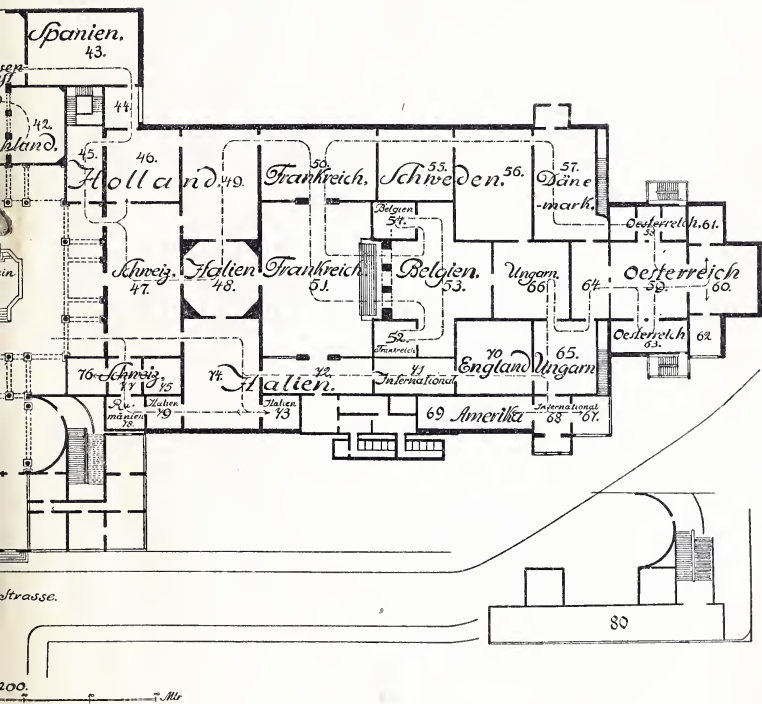 Spanien.
43.
44.
42.
45.
46.
Holland. 49.
50.
Frankreich.
55.
Schweden. 56.
57.
Däne
-mark.
Belgien
54.
Oesterreich. 61.
58.
Schweiz.
47.
Italien
48.
Frankreich.
51.
Belgien.
53.
Ungarn.
66.
64.
Oesterreich
59.
60.
52.
Frankreich
Oesterreich
63.
62
76
Schweiz
77
75
74.
Italien.
72
71
International
70
England
65.
Ungarn
Ru-
mänien
78.
Italien
79
Italien
73
69 Amerika
International
68
67.
Strasse.
80
200.
Mtr